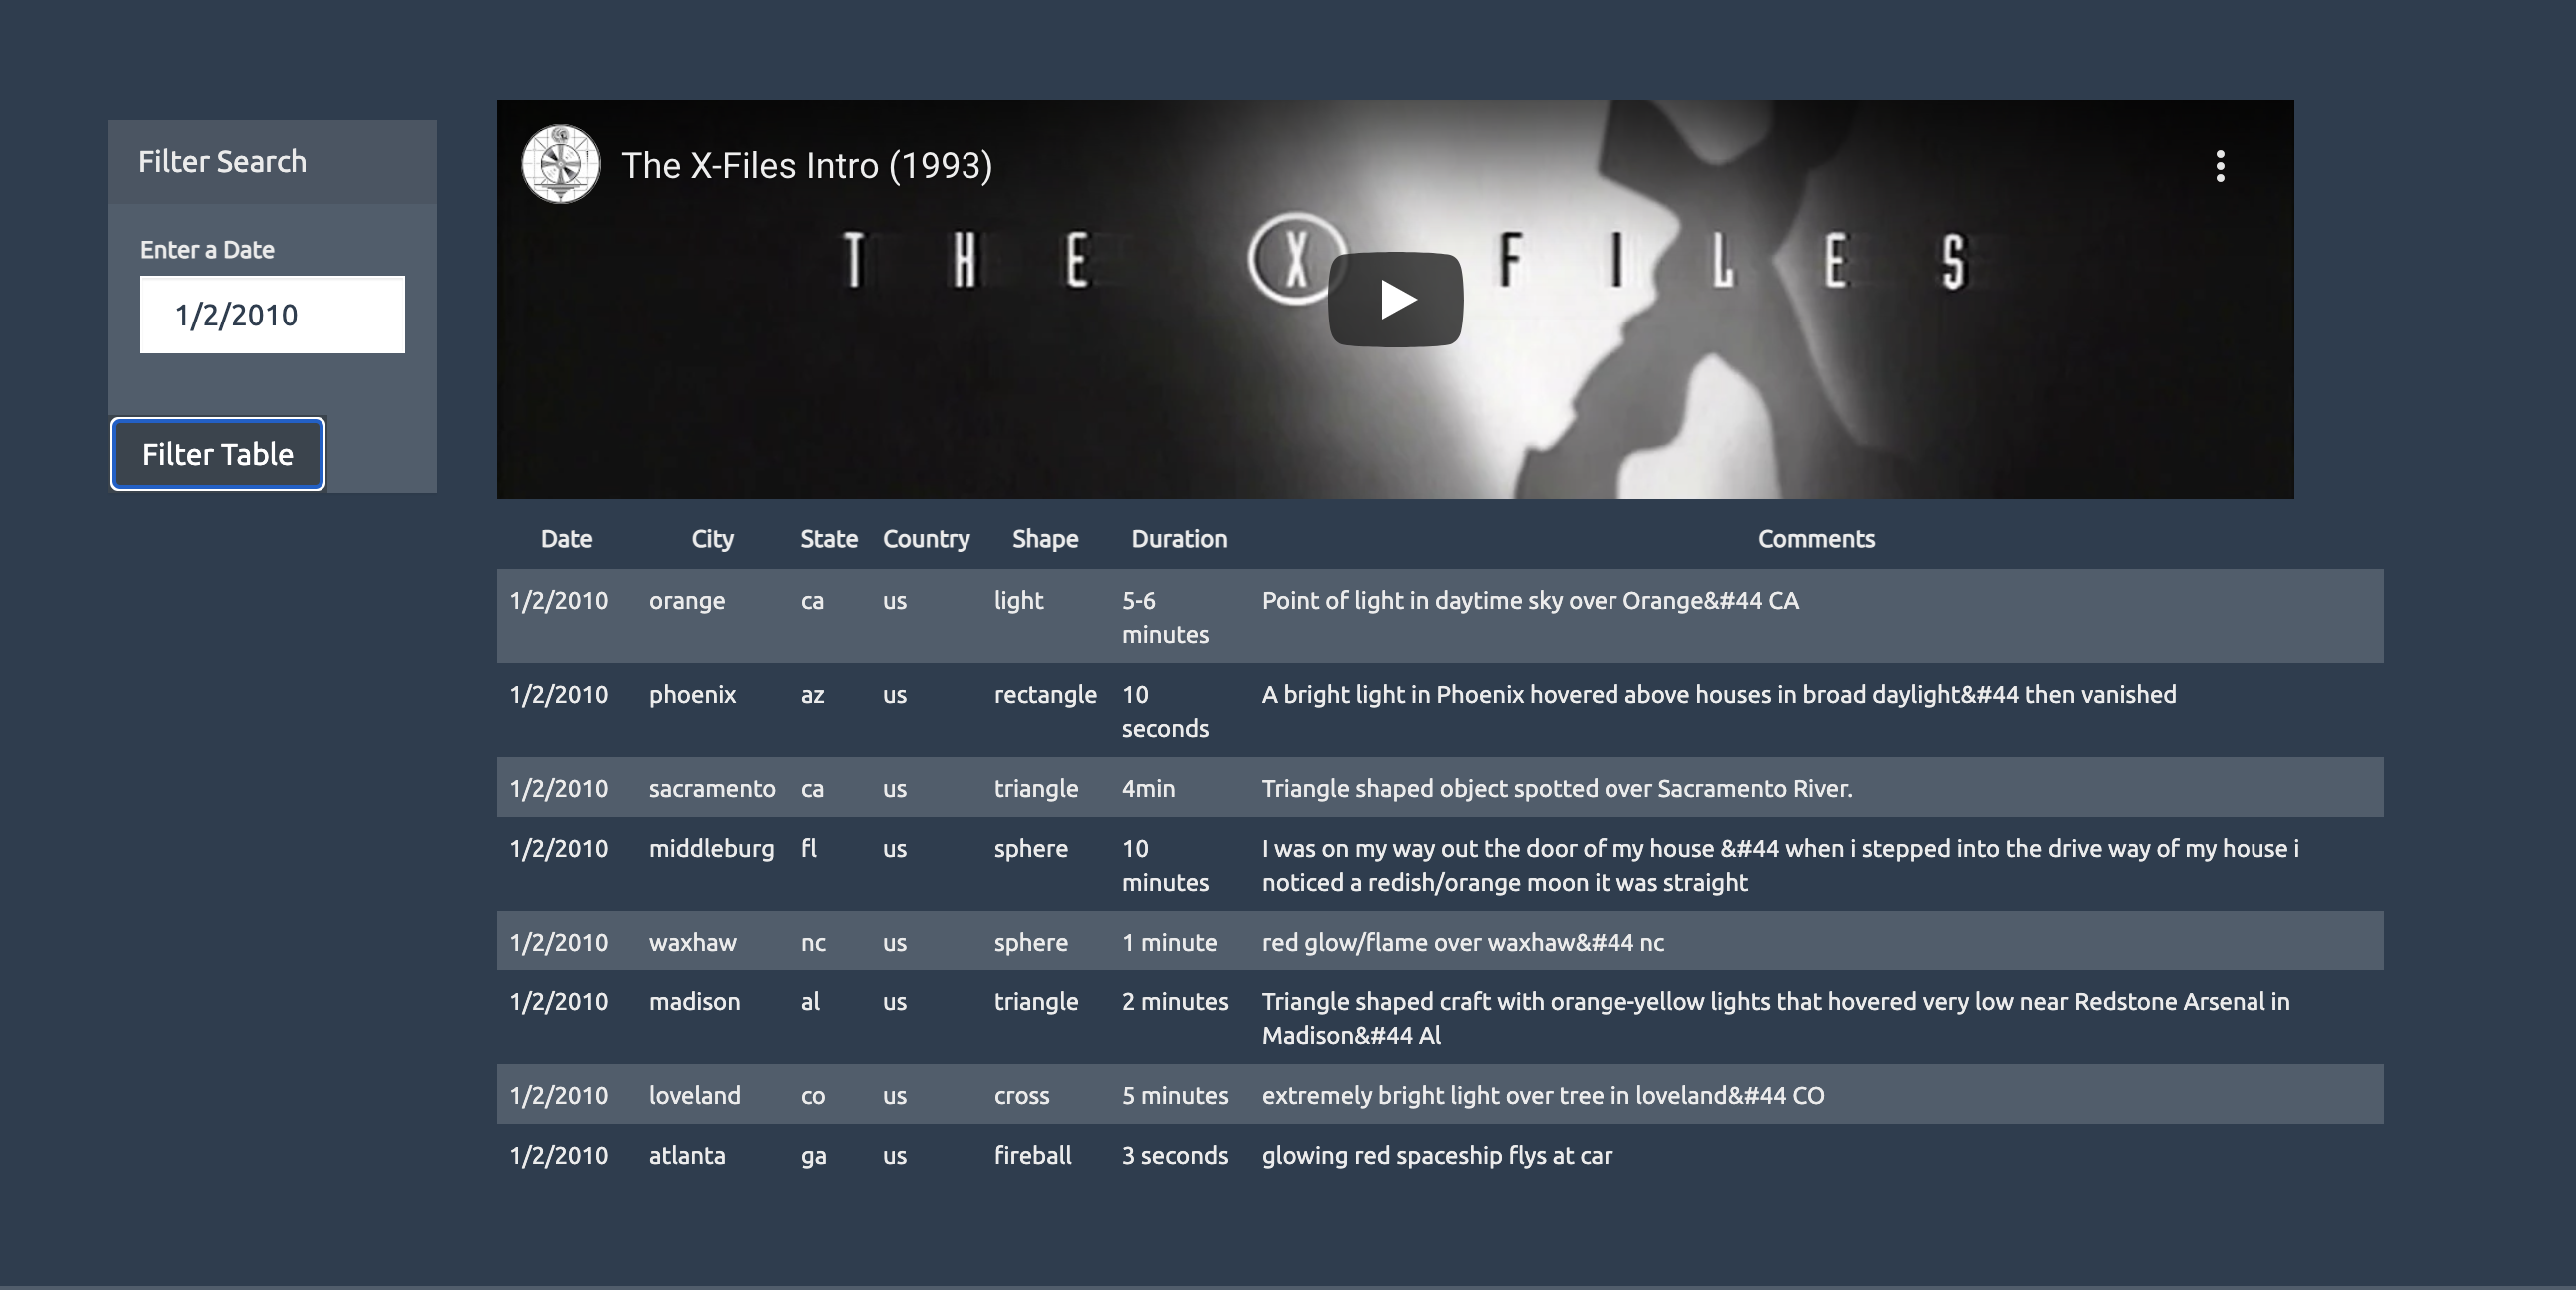 Filter Search
Enter a Date
1/2/2010
Filter Table
The X-Files Intro (1993)
THE X FILES
Date City State Country Shape Duration Comments
1/2/2010 orange ca us light 5-6 Point of light in daytime sky over Orange&#44 CA
minutes
1/2/2010 phoenix az us rectangle 10 A bright light in Phoenix hovered above houses in broad daylight&#44 then vanished
seconds
1/2/2010 sacramento ca us triangle 4min Triangle shaped object spotted over Sacramento River.
1/2/2010 middleburg fl us sphere 10 I was on my way out the door of my house &#44 when i stepped into the drive way of my house i
minutes noticed a redish/orange moon it was straight
1/2/2010 waxhaw nc us sphere 1 minute red glow/flame over waxhaw&#44 nc
1/2/2010 madison al us triangle 2 minutes Triangle shaped craft with orange-yellow lights that hovered very low near Redstone Arsenal in
Madison&#44 Al
1/2/2010 loveland co us cross 5 minutes extremely bright light over tree in loveland&#44 CO
1/2/2010 atlanta ga us fireball 3 seconds glowing red spaceship flys at car